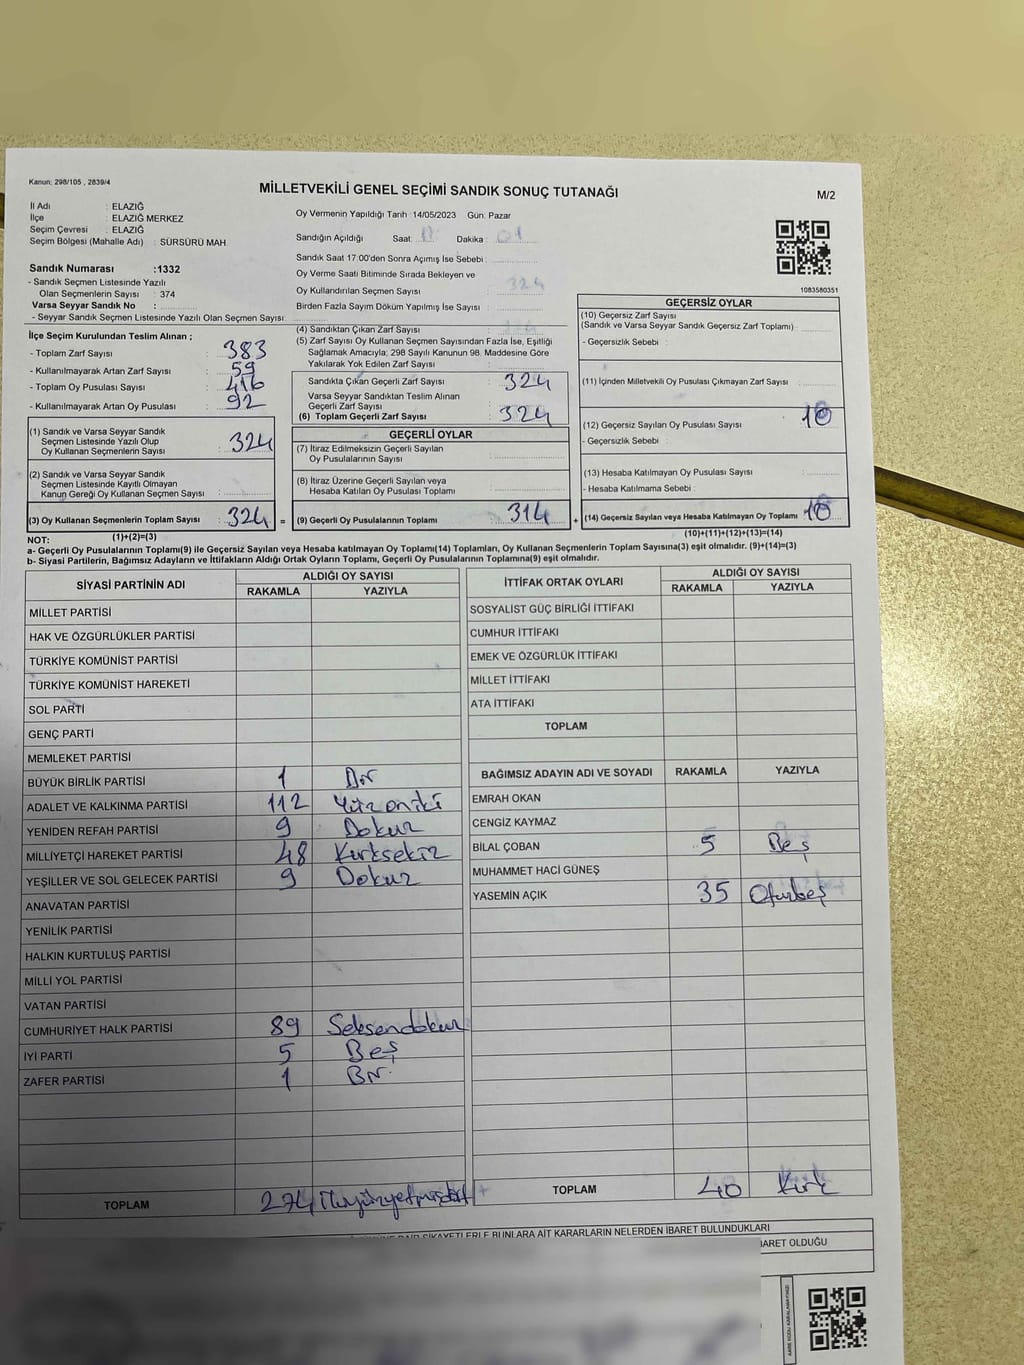 Kanun: 298/105 , 2839/4
MİLLETVEKİLİ GENEL SEÇİMİ SANDIK SONUÇ TUTANAĞI
M/2
İl Adı : ELAZIĞ
İlçe : ELAZIĞ MERKEZ
Seçim Çevresi : ELAZIĞ
Seçim Bölgesi (Mahalle Adı) : SÜRSÜRÜ MAH.
Sandık Numarası :1332
- Sandık Seçmen Listesinde Yazılı
Olan Seçmenlerin Sayısı : 374
Varsa Seyyar Sandık No :
- Seyyar Sandık Seçmen Listesinde Yazılı Olan Seçmen Sayısı:
Oy Vermenin Yapıldığı Tarih :14/05/2023 Gün: Pazar
Sandığın Açıldığı Saat: 17 Dakika : 01
Sandık Saat 17:00'den Sonra Açımış İse Sebebi :
Oy Verme Saati Bitiminde Sırada Bekleyen ve
Oy Kullandırılan Seçmen Sayısı : 324
Birden Fazla Sayım Döküm Yapılmış İse Sayısı :
1083580351
İlçe Seçim Kurulundan Teslim Alınan ;
- Toplam Zarf Sayısı : 383
- Kullanılmayarak Artan Zarf Sayısı : 59
- Toplam Oy Pusulası Sayısı : 416
- Kullanılmayarak Artan Oy Pusulası : 92
(1) Sandık ve Varsa Seyyar Sandık
Seçmen Listesinde Yazılı Olup
Oy Kullanan Seçmenlerin Sayısı : 324
(2) Sandık ve Varsa Seyyar Sandık
Seçmen Listesinde Kayıtlı Olmayan
Kanun Gereği Oy Kullanan Seçmen Sayısı :
(3) Oy Kullanan Seçmenlerin Toplam Sayısı : 324 =
(1)+(2)=(3)
(4) Sandıktan Çıkan Zarf Sayısı : 324
(5) Zarf Sayısı Oy Kullanan Seçmen Sayısından Fazla İse, Eşitliği
Sağlamak Amacıyla; 298 Sayılı Kanunun 98. Maddesine Göre
Yakılarak Yok Edilen Zarf Sayısı :
Sandıkta Çıkan Geçerli Zarf Sayısı : 324
Varsa Seyyar Sandıktan Teslim Alınan
Geçerli Zarf Sayısı :
(6) Toplam Geçerli Zarf Sayısı : 324
GEÇERLİ OYLAR
(7) İtiraz Edilmeksizin Geçerli Sayılan
Oy Pusulalarının Sayısı :
(8) İtiraz Üzerine Geçerli Sayılan veya
Hesaba Katılan Oy Pusulası Toplamı :
(9) Geçerli Oy Pusulalarının Toplamı : 314 +
GEÇERSİZ OYLAR
(10) Geçersiz Zarf Sayısı
(Sandık ve Varsa Seyyar Sandık Geçersiz Zarf Toplamı) :
- Geçersizlik Sebebi :
(11) İçinden Milletvekili Oy Pusulası Çıkmayan Zarf Sayısı :
(12) Geçersiz Sayılan Oy Pusulası Sayısı : 10
- Geçersizlik Sebebi :
(13) Hesaba Katılmayan Oy Pusulası Sayısı :
- Hesaba Katılmama Sebebi :
(14) Geçersiz Sayılan veya Hesaba Katılmayan Oy Toplamı : 10
(10)+(11)+(12)+(13)=(14)
NOT:
a- Geçerli Oy Pusulalarının Toplamı(9) ile Geçersiz Sayılan veya Hesaba katılmayan Oy Toplamı(14) Toplamları, Oy Kullanan Seçmenlerin Toplam Sayısına(3) eşit olmalıdır. (9)+(14)=(3)
b- Siyasi Partilerin, Bağımsız Adayların ve İttifakların Aldığı Ortak Oyların Toplamı, Geçerli Oy Pusulalarının Toplamına(9) eşit olmalıdır.
SİYASİ PARTİNİN ADI ALDIĞI OY SAYISI
RAKAMLA YAZIYLA
MİLLET PARTİSİ
HAK VE ÖZGÜRLÜKLER PARTİSİ
TÜRKİYE KOMÜNİST PARTİSİ
TÜRKİYE KOMÜNİST HAREKETİ
SOL PARTİ
GENÇ PARTİ
MEMLEKET PARTİSİ
BÜYÜK BİRLİK PARTİSİ 1 Bir
ADALET VE KALKINMA PARTİSİ 112 Yüz oniki
YENİDEN REFAH PARTİSİ 9 Dokuz
MİLLİYETÇİ HAREKET PARTİSİ 48 Kırksekiz
YEŞİLLER VE SOL GELECEK PARTİSİ 9 Dokuz
ANAVATAN PARTİSİ
YENİLİK PARTİSİ
HALKIN KURTULUŞ PARTİSİ
MİLLİ YOL PARTİSİ
VATAN PARTİSİ
CUMHURİYET HALK PARTİSİ 89 Seksendokuz
İYİ PARTİ 5 Beş
ZAFER PARTİSİ 1 Bir
TOPLAM 274 İkiyüzyetmişdört
İTTİFAK ORTAK OYLARI ALDIĞI OY SAYISI
RAKAMLA YAZIYLA
SOSYALİST GÜÇ BİRLİĞİ İTTİFAKI
CUMHUR İTTİFAKI
EMEK VE ÖZGÜRLÜK İTTİFAKI
MİLLET İTTİFAKI
ATA İTTİFAKI
TOPLAM
BAĞIMSIZ ADAYIN ADI VE SOYADI RAKAMLA YAZIYLA
EMRAH OKAN
CENGİZ KAYMAZ
BİLAL ÇOBAN 5 Beş
MUHAMMET HACİ GÜNEŞ
YASEMİN AÇIK 35 Otuzbeş
TOPLAM 40 Kırk
ŞİKAYETLERLE BUNLARA AİT KARARLARIN NELERDEN İBARET BULUNDUKLARI
BARET OLDUĞU